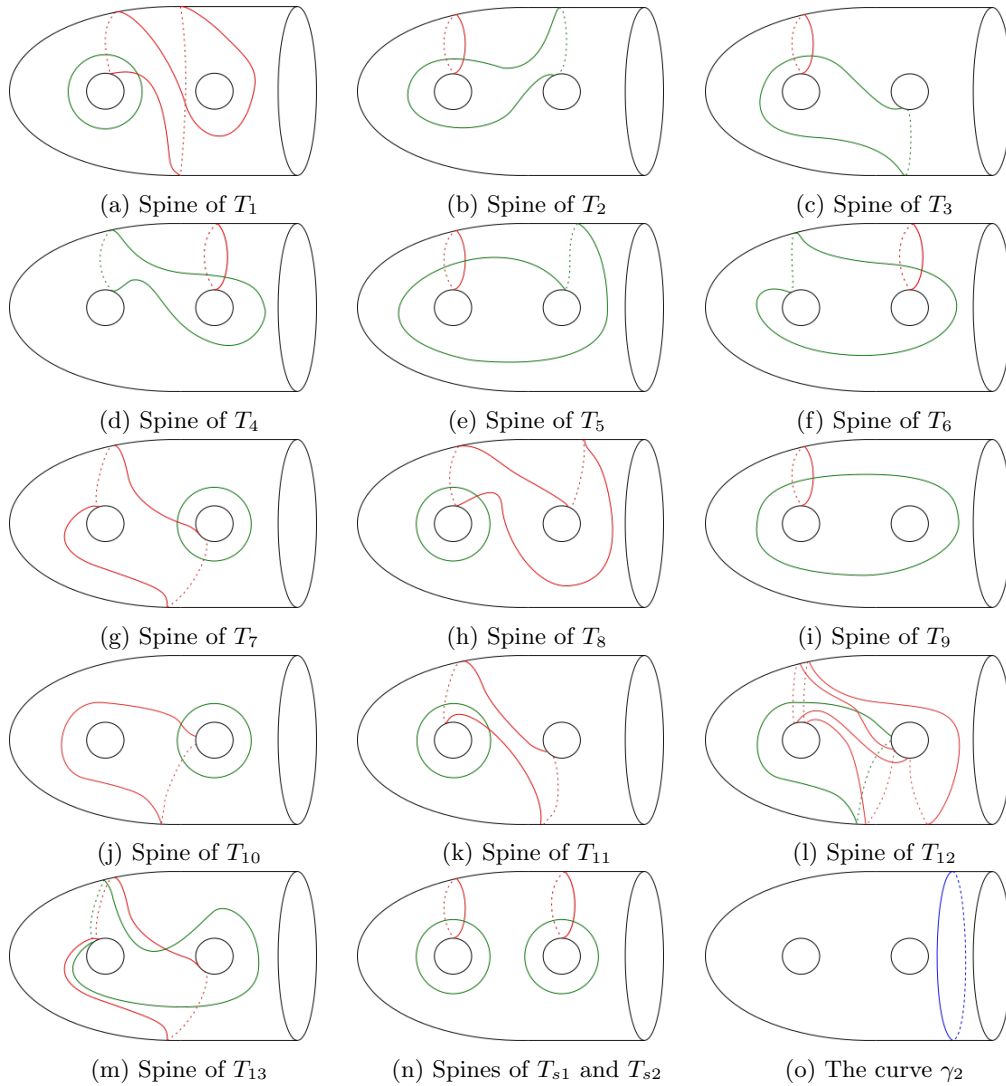 (a) Spine of T₁ (b) Spine of T₂ (c) Spine of T₃
(d) Spine of T₄ (e) Spine of T₅ (f) Spine of T₆
(g) Spine of T₇ (h) Spine of T₈ (i) Spine of T₉
(j) Spine of T₁₀ (k) Spine of T₁₁ (l) Spine of T₁₂
(m) Spine of T₁₃ (n) Spines of Tₛ₁ and Tₛ₂ (o) The curve γ₂